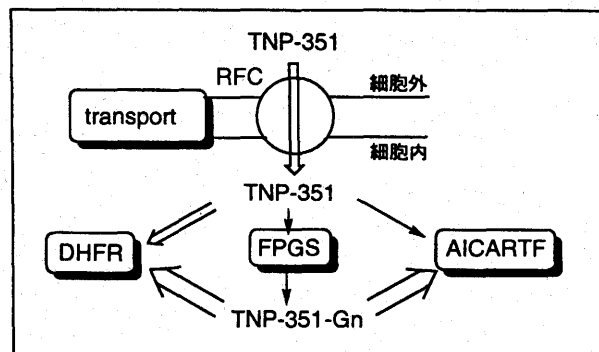 TNP-351
RFC
細胞外
transport
細胞内
TNP-351
DHFR
FPGS
AICARTF
TNP-351-Gn